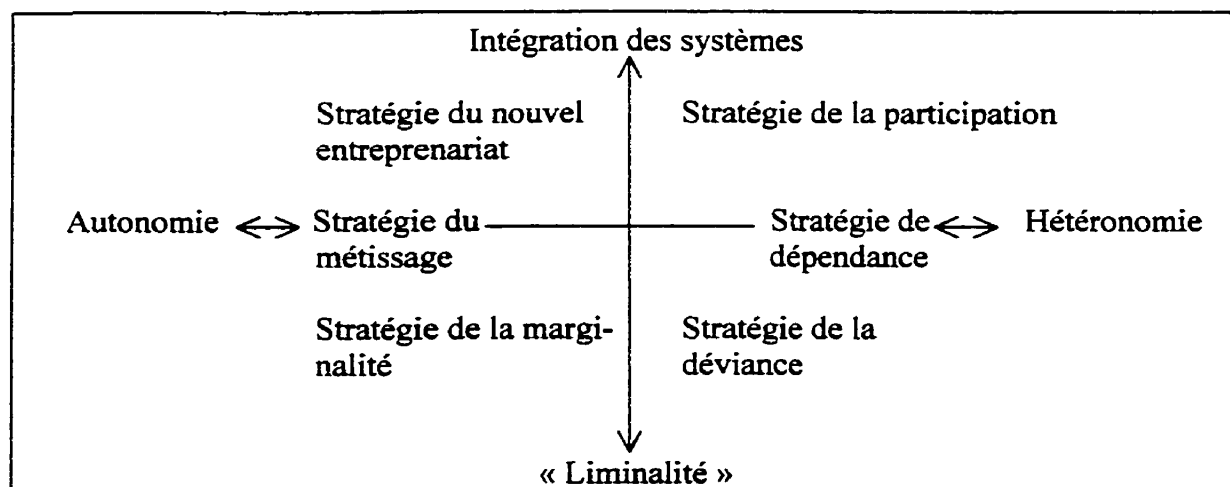 Intégration des systèmes
Stratégie du nouvel
entreprenariat
Stratégie de la participation
Autonomie
Stratégie du
métissage
Stratégie de
dépendance
Hétéronomie
Stratégie de la margi-
nalité
Stratégie de la
déviance
« Liminalité »